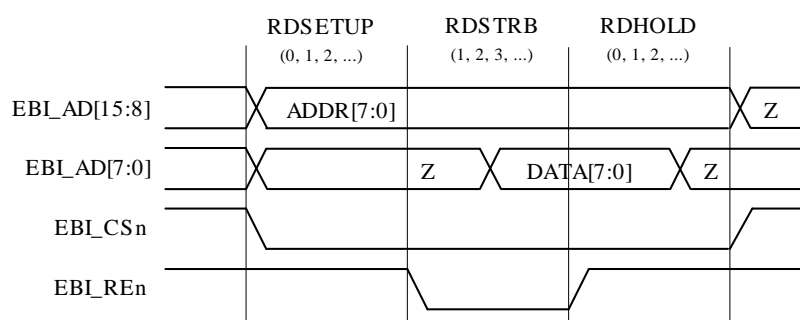 RDSETUP RDSTRB RDHOLD
(0, 1, 2, ...) (1, 2, 3, ...) (0, 1, 2, ...)
EBI_AD[15:8] ADDR[7:0] Z
EBI_AD[7:0] Z DATA[7:0] Z
EBI_CSn
EBI_REn